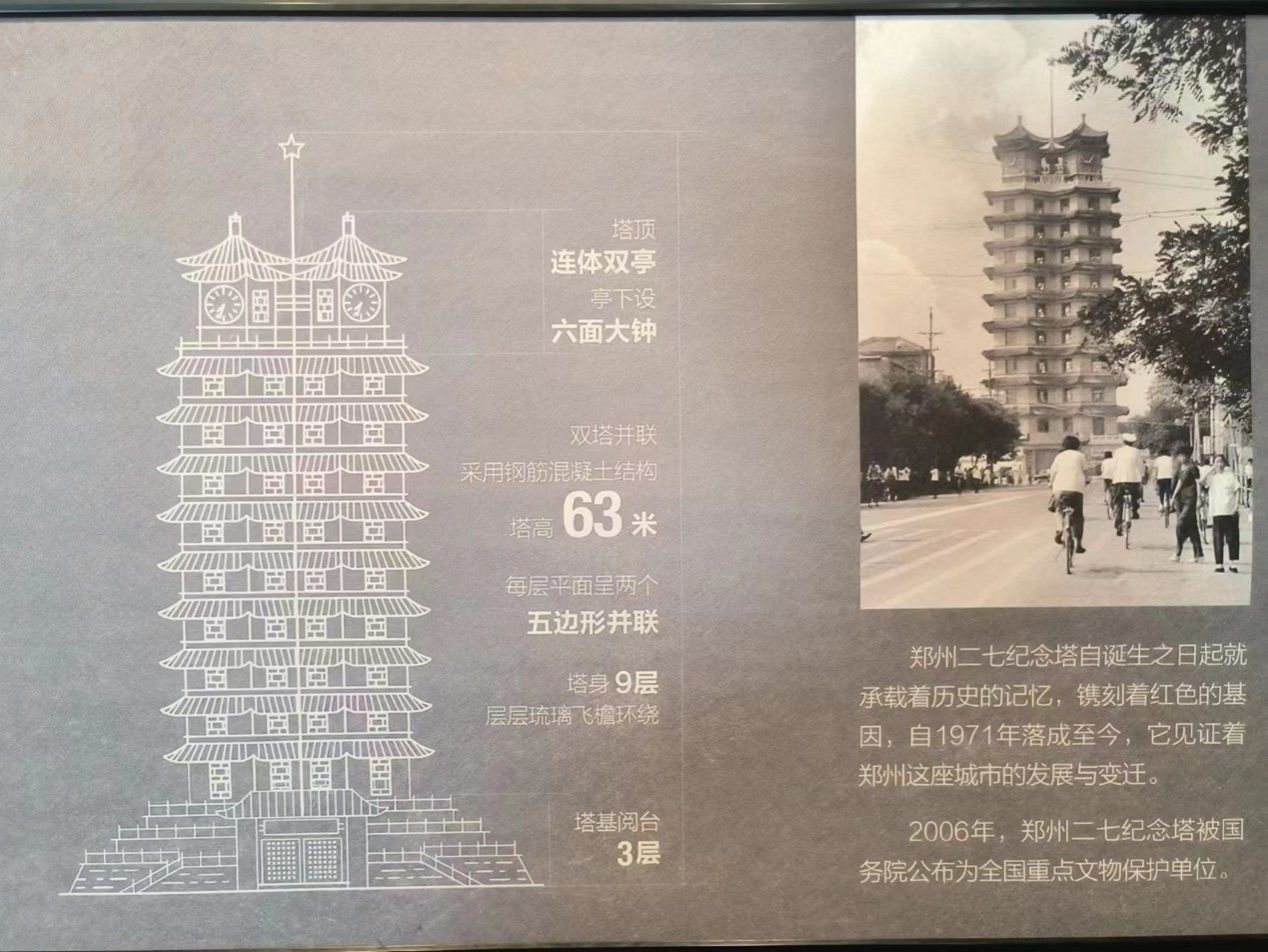 塔顶
连体双亭
亭下设
六面大钟
双塔并联
采用钢筋混凝土结构
塔高 63 米
每层平面呈两个
五边形并联
塔身 9层
层层琉璃飞檐环绕
塔基阅台
3层
郑州二七纪念塔自诞生之日起就
承载着历史的记忆，镌刻着红色的基
因，自1971年落成至今，它见证着
郑州这座城市的发展与变迁。
2006年，郑州二七纪念塔被国
务院公布为全国重点文物保护单位。